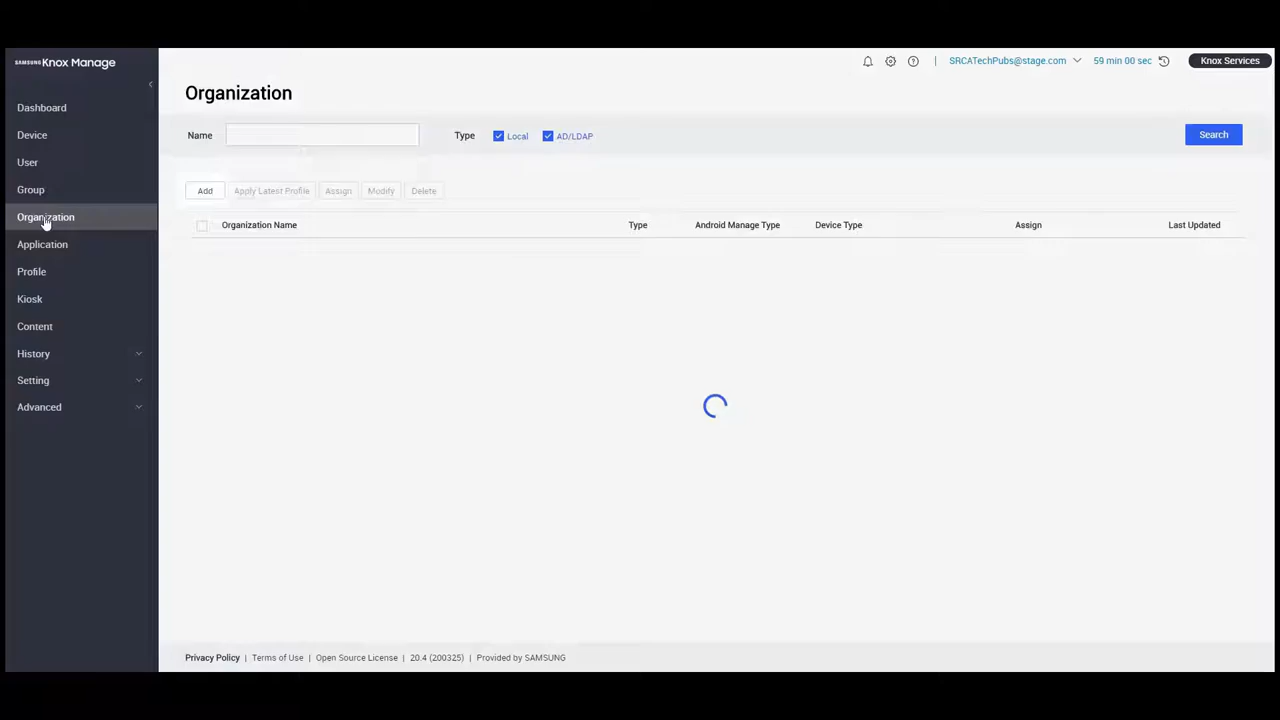 SAMSUNG Knox Manage
Dashboard
Device
User
Group
Organization
Application
Profile
Kiosk
Content
History
Setting
Advanced
SRCATechPubs@stage.com
59 min 00 sec
Knox Services
Organization
Name
Type
Local
AD/LDAP
Search
Add
Apply Latest Profile
Assign
Modify
Delete
Organization Name
Type
Android Manage Type
Device Type
Assign
Last Updated
Privacy Policy | Terms of Use | Open Source License | 20.4 (200325) | Provided by SAMSUNG